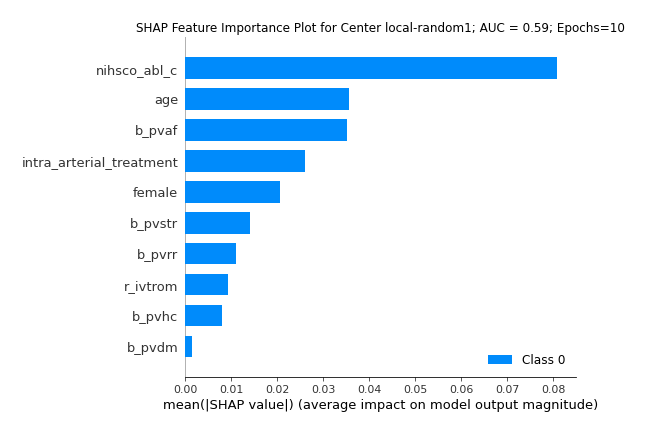 SHAP Feature Importance Plot for Center local-random1; AUC = 0.59; Epochs=10
nihsco_abl_c
age
b_pvaf
intra_arterial_treatment
female
b_pvstr
b_pvrr
r_ivtrom
b_pvhc
b_pvdm
Class 0
0.00 0.01 0.02 0.03 0.04 0.05 0.06 0.07 0.08
mean(|SHAP value|) (average impact on model output magnitude)